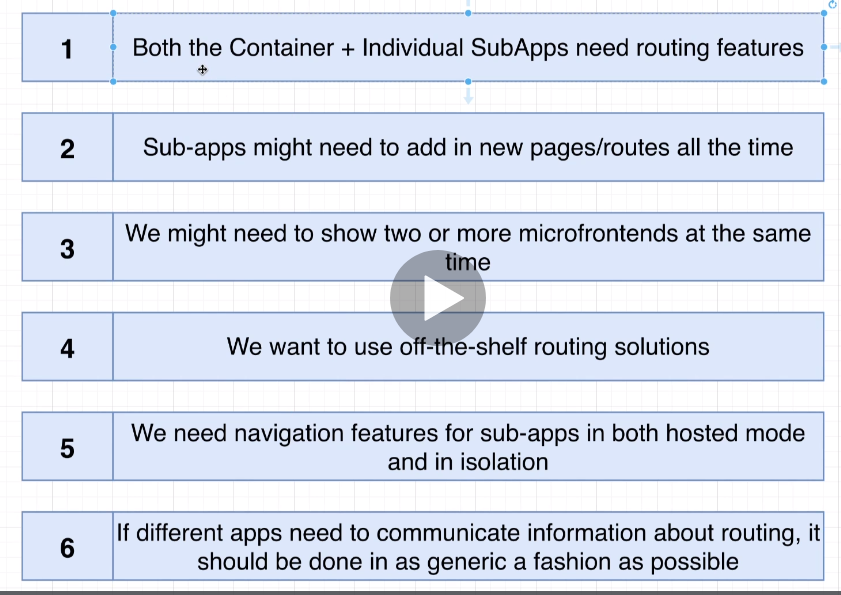 1
Both the Container + Individual SubApps need routing features
2
Sub-apps might need to add in new pages/routes all the time
3
We might need to show two or more microfrontends at the same
time
4
We want to use off-the-shelf routing solutions
5
We need navigation features for sub-apps in both hosted mode
and in isolation
6
If different apps need to communicate information about routing, it
should be done in as generic a fashion as possible